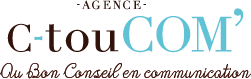 -AGENCE-
C-touCOM'
Au Bon Conseil en communication